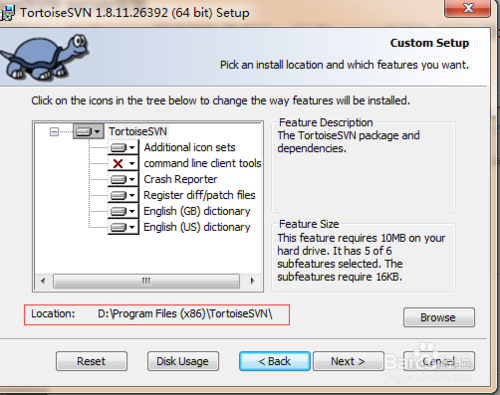 TortoiseSVN 1.8.11.26392 (64 bit) Setup
Custom Setup
Pick an install location and which features you want.
Click on the icons in the tree below to change the way features will be installed.
TortoiseSVN
Additional icon sets
command line client tools
Crash Reporter
Register diff/patch files
English (GB) dictionary
English (US) dictionary
Feature Description
The TortoiseSVN package and
dependencies.
Feature Size
This feature requires 10MB on your
hard drive. It has 5 of 6
subfeatures selected. The
subfeatures require 16KB.
Location: D:\Program Files (x86)\TortoiseSVN\
Browse
Reset
Disk Usage
< Back
Next >
Cancel